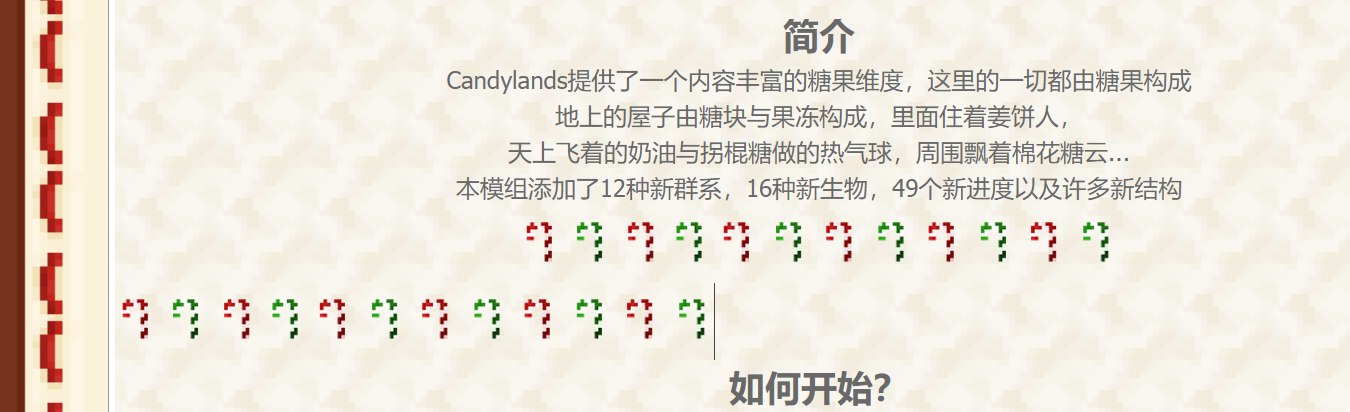 简介
Candylands提供了一个内容丰富的糖果维度，这里的一切都由糖果构成
地上的屋子由糖块与果冻构成，里面住着姜饼人，
天上飞着的奶油与拐棍糖做的热气球，周围飘着棉花糖云...
本模组添加了12种新群系，16种新生物，49个新进度以及许多新结构
如何开始？